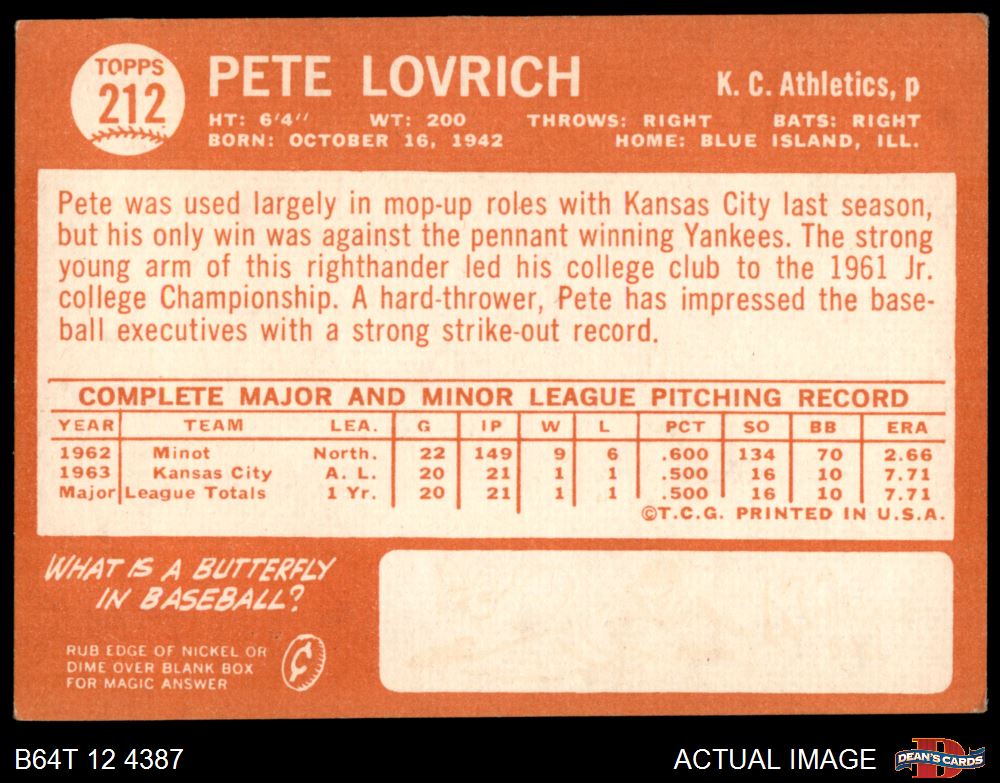 TOPPS
212
PETE LOVRICH
K. C. Athletics, p
HT: 6'4" WT: 200 THROWS: RIGHT BATS: RIGHT
BORN: OCTOBER 16, 1942 HOME: BLUE ISLAND, ILL.
Pete was used largely in mop-up roles with Kansas City last season,
but his only win was against the pennant winning Yankees. The strong
young arm of this righthander led his college club to the 1961 Jr.
college Championship. A hard-thrower, Pete has impressed the base-
ball executives with a strong strike-out record.
COMPLETE MAJOR AND MINOR LEAGUE PITCHING RECORD
YEAR TEAM LEA. G IP W L PCT SO BB ERA
1962 Minot North. 22 149 9 6 .600 134 70 2.66
1963 Kansas City A. L. 20 21 1 1 .500 16 10 7.71
Major League Totals 1 Yr. 20 21 1 1 .500 16 10 7.71
©T.C.G. PRINTED IN U.S.A.
WHAT IS A BUTTERFLY
IN BASEBALL?
RUB EDGE OF NICKEL OR
DIME OVER BLANK BOX
FOR MAGIC ANSWER
¢
B64T 12 4387
ACTUAL IMAGE
D
DEAN'S CARDS